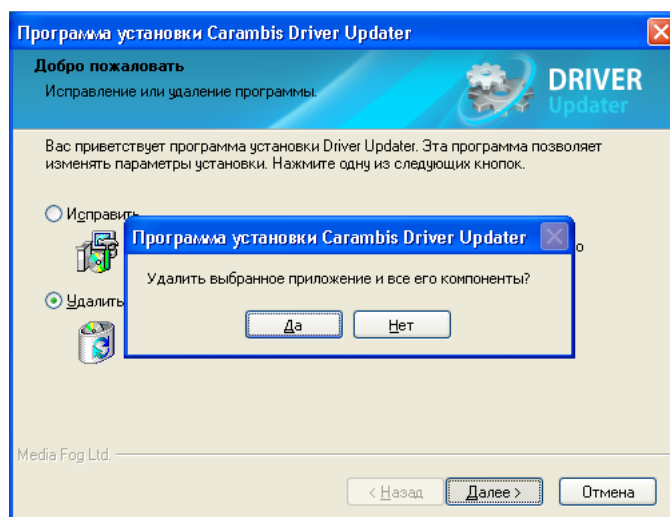 Программа установки Carambis Driver Updater
Добро пожаловать
Исправление или удаление программы.
DRIVER
Updater
Вас приветствует программа установки Driver Updater. Эта программа позволяет
изменять параметры установки. Нажмите одну из следующих кнопок.
Исправить
Программа установки Carambis Driver Updater
о
Удалить выбранное приложение и все его компоненты?
Да
Нет
Удалить
Media Fog Ltd.
< Назад
Далее >
Отмена